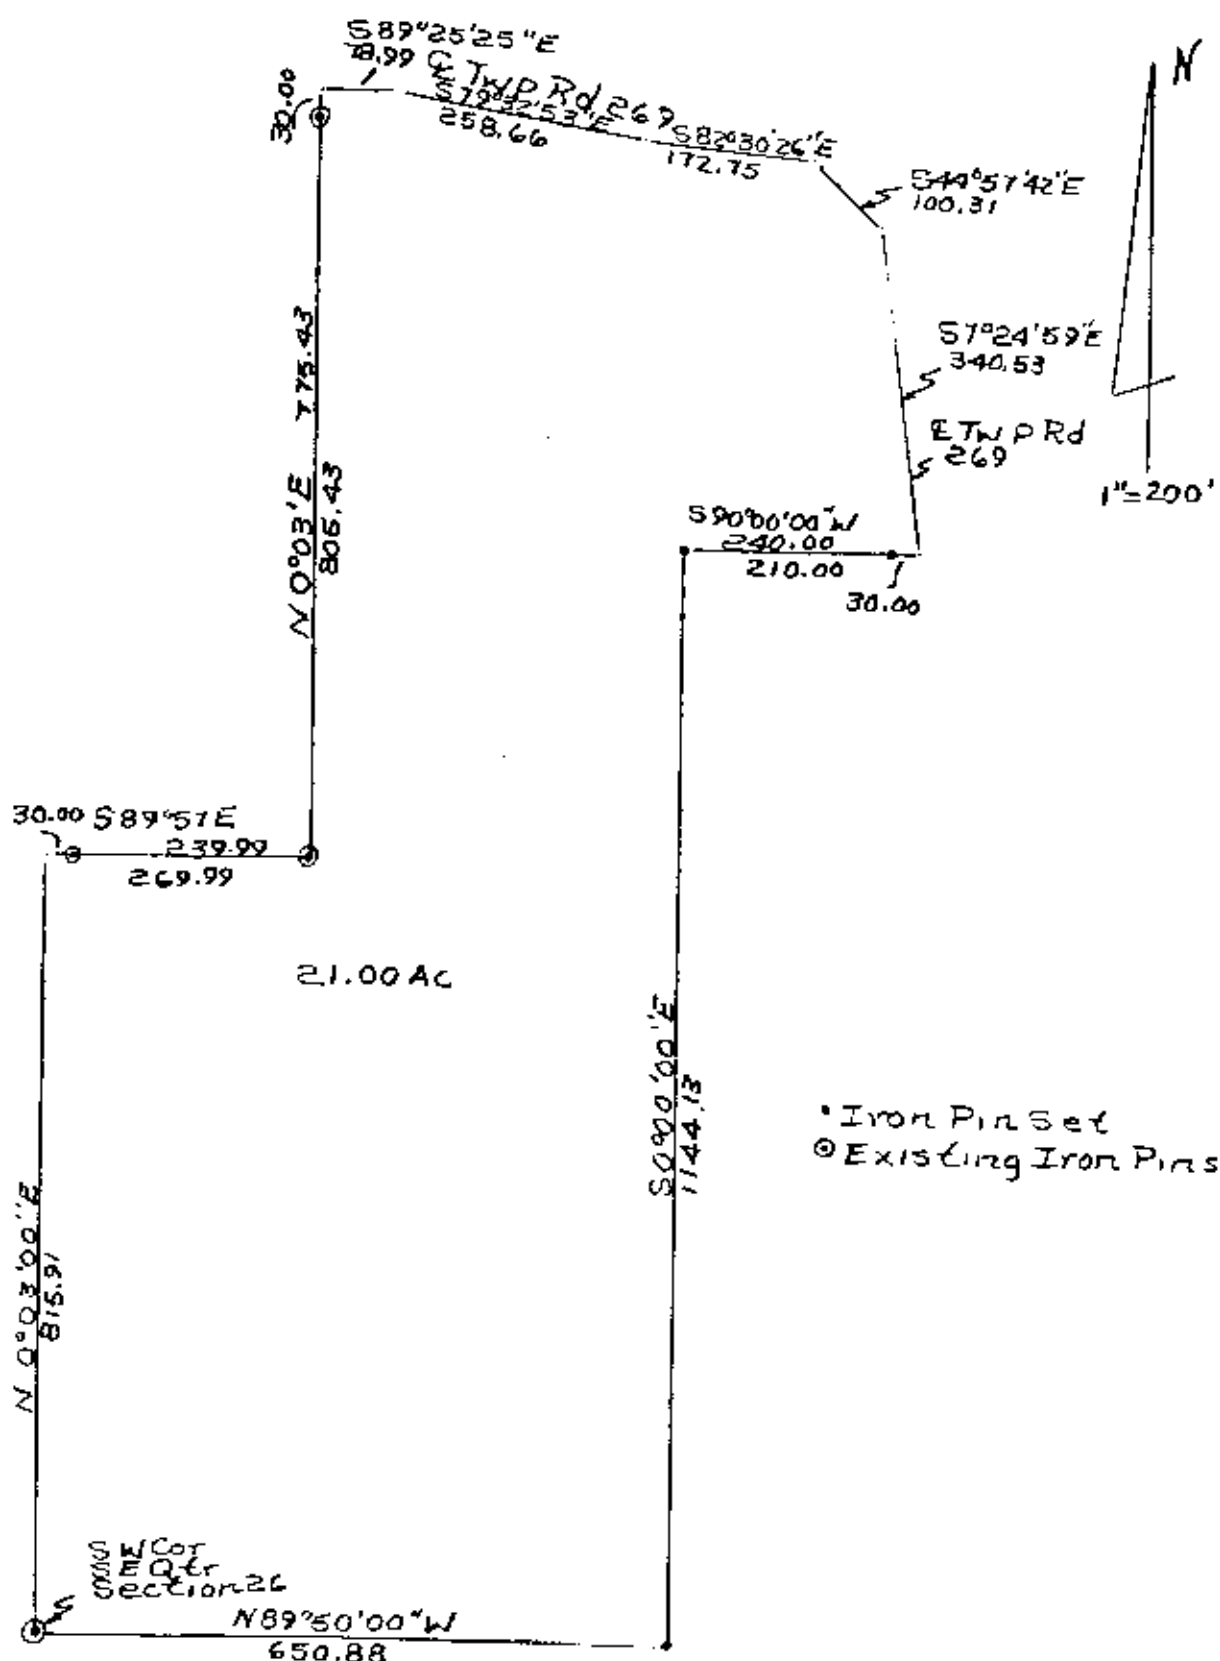 S89°25'25"E
78.99
℄ Twp Rd 269
S79°32'53"E
258.66
S82°30'26"E
172.75
N
30.00
S44°57'42"E
100.31
S7°24'59"E
340.53
℄ Twp Rd
269
1"=200'
N 0°03'E 775.43
806.43
S90°00'00"W
240.00
210.00
30.00
30.00 S89°57E
239.99
269.99
21.00 Ac
S0°00'00"E
1144.13
Iron Pin Set
Existing Iron Pins
N 0°03'00"E
815.91
SW Cor
SE Qtr
Section 26
N89°50'00"W
650.88